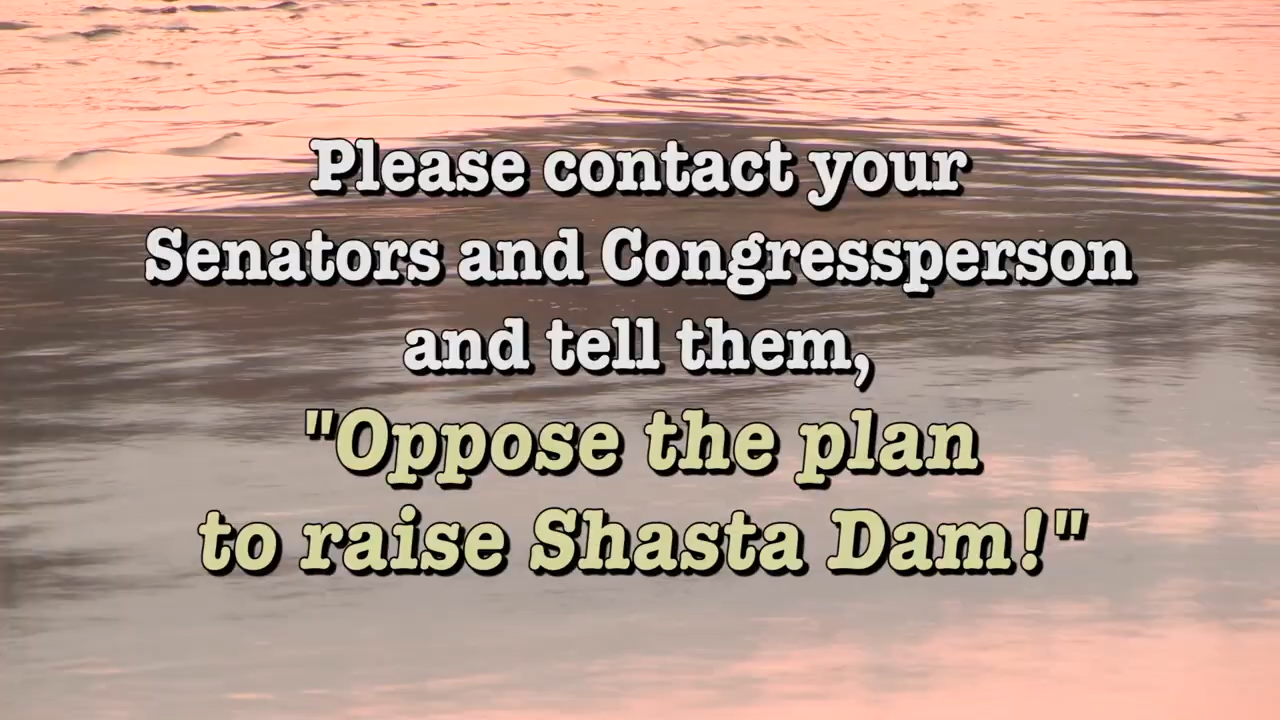 Please contact your
Senators and Congressperson
and tell them,
"Oppose the plan
to raise Shasta Dam!"